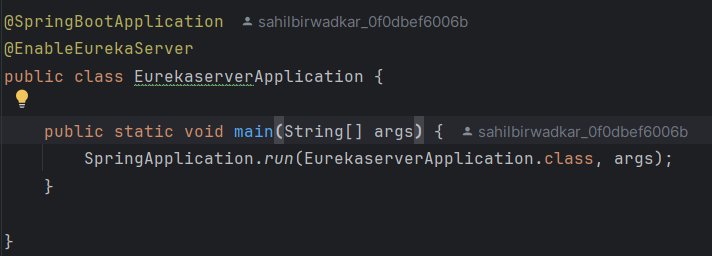 @SpringBootApplication sahilbirwadkar_0f0dbef6006b
@EnableEurekaServer
public class EurekaserverApplication {
public static void main(String[] args) { sahilbirwadkar_0f0dbef6006b
SpringApplication.run(EurekaserverApplication.class, args);
}
}